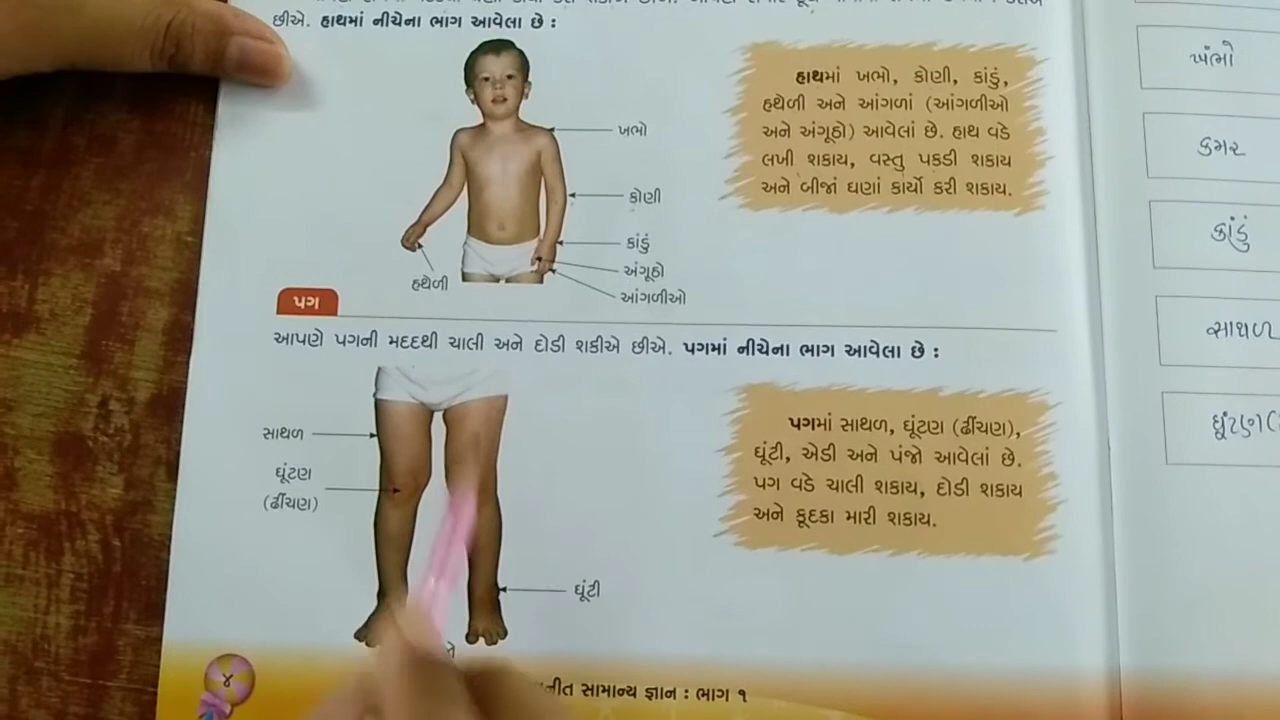 છીએ. હાથમાં નીચેના ભાગ આવેલા છે :
ખભો
કોણી
કાંડું
અંગૂઠો
આંગળીઓ
હથેળી
હાથમાં ખભો, કોણી, કાંડું,
હથેળી અને આંગળાં (આંગળીઓ
અને અંગૂઠો) આવેલાં છે. હાથ વડે
લખી શકાય, વસ્તુ પકડી શકાય
અને બીજાં ઘણાં કાર્યો કરી શકાય.
પગ
આપણે પગની મદદથી ચાલી અને દોડી શકીએ છીએ. પગમાં નીચેના ભાગ આવેલા છે :
સાથળ
ઘૂંટણ
(ઢીંચણ)
ઘૂંટી
પગમાં સાથળ, ઘૂંટણ (ઢીંચણ),
ઘૂંટી, એડી અને પંજો આવેલાં છે.
પગ વડે ચાલી શકાય, દોડી શકાય
અને કૂદકા મારી શકાય.
૪
સામાન્ય જ્ઞાન : ભાગ ૧
ખંભો
કમર
કાંડું
સાથળ
ઘૂંટણ